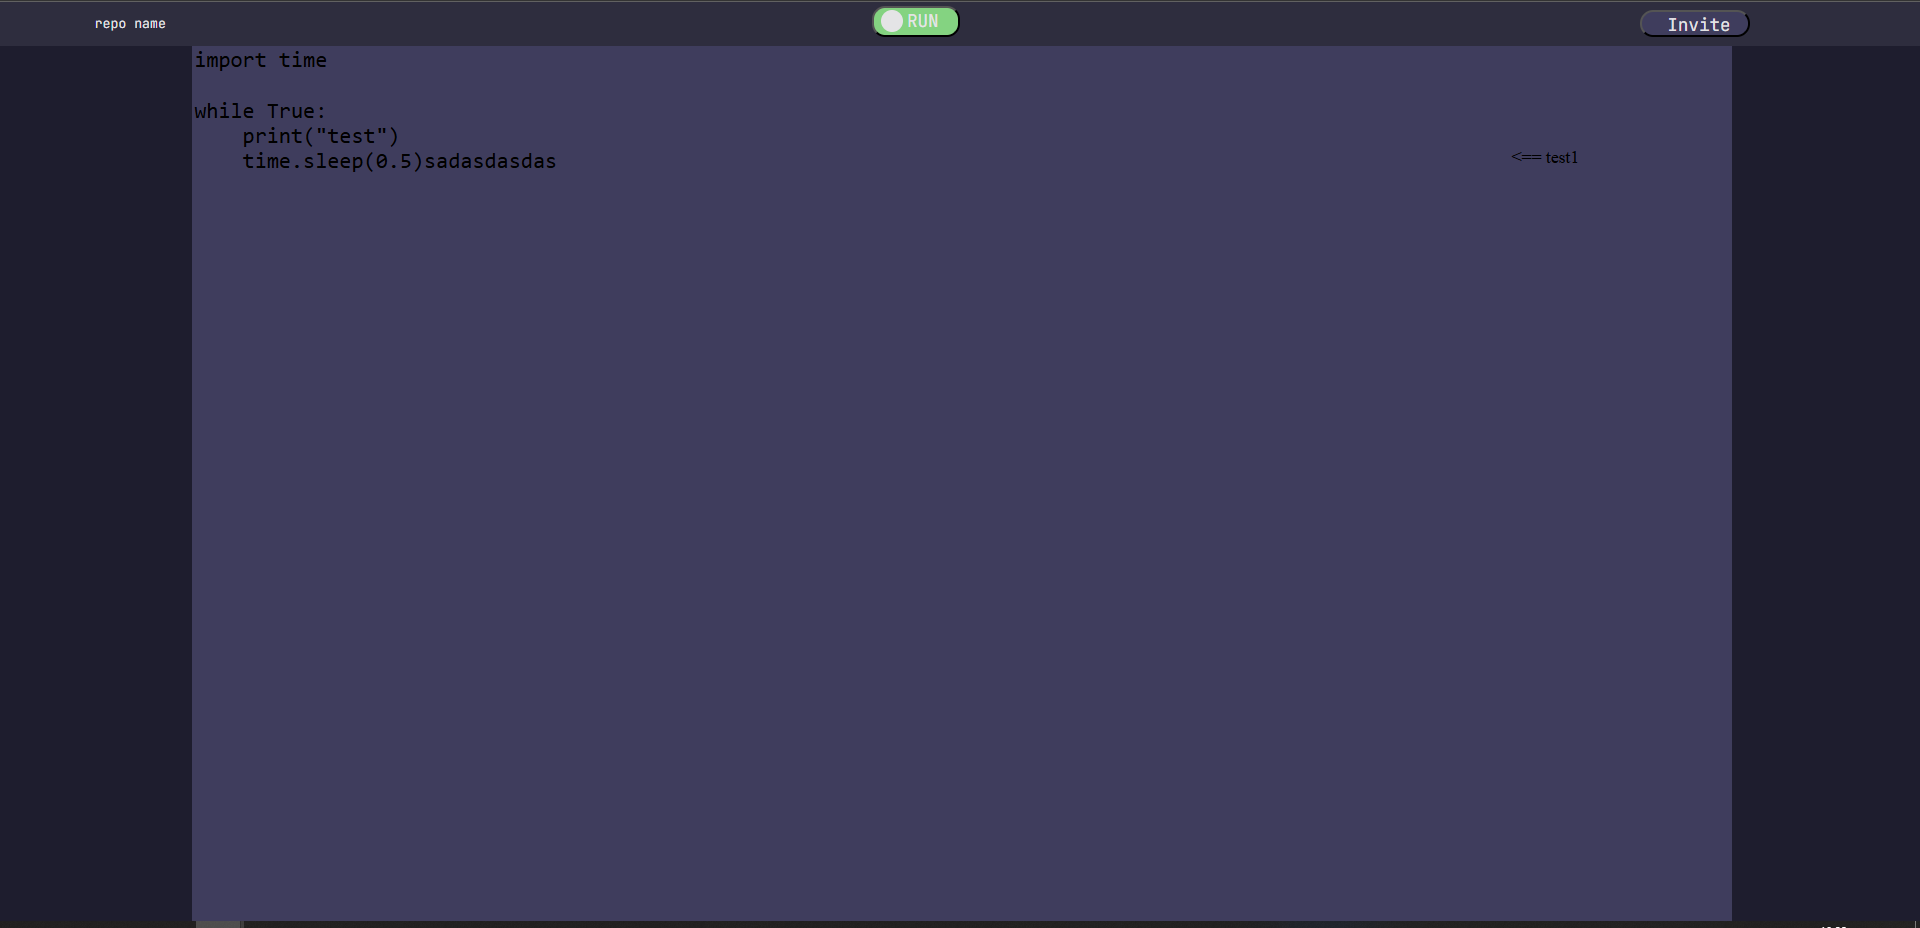 repo name
RUN
Invite
import time
while True:
    print("test")
    time.sleep(0.5)sadasdasdas
<== test1